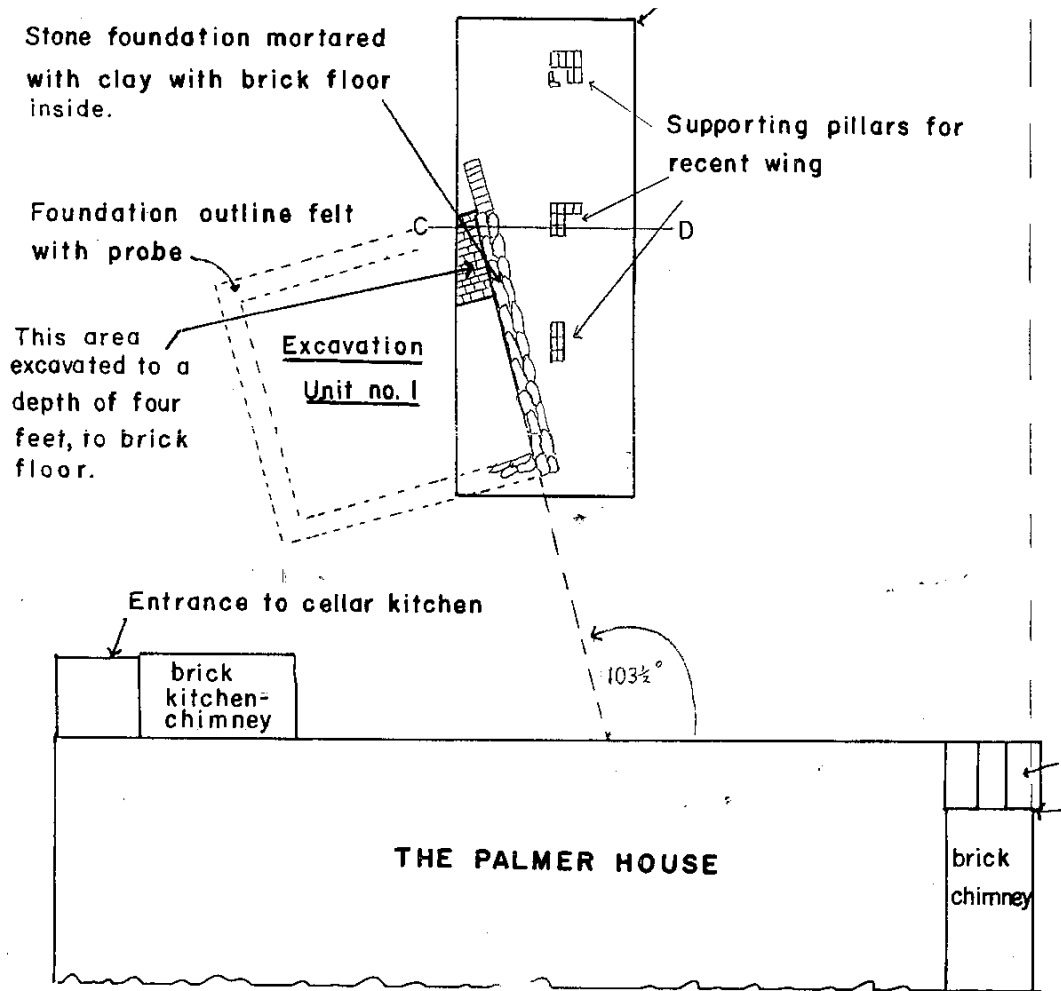 Stone foundation mortared
with clay with brick floor
inside.
Supporting pillars for
recent wing
Foundation outline felt
with probe
C
D
This area
excavated to a
depth of four
feet, to brick
floor.
Excavation
Unit no. 1
Entrance to cellar kitchen
brick
kitchen-
chimney
103½°
THE PALMER HOUSE
brick
chimney